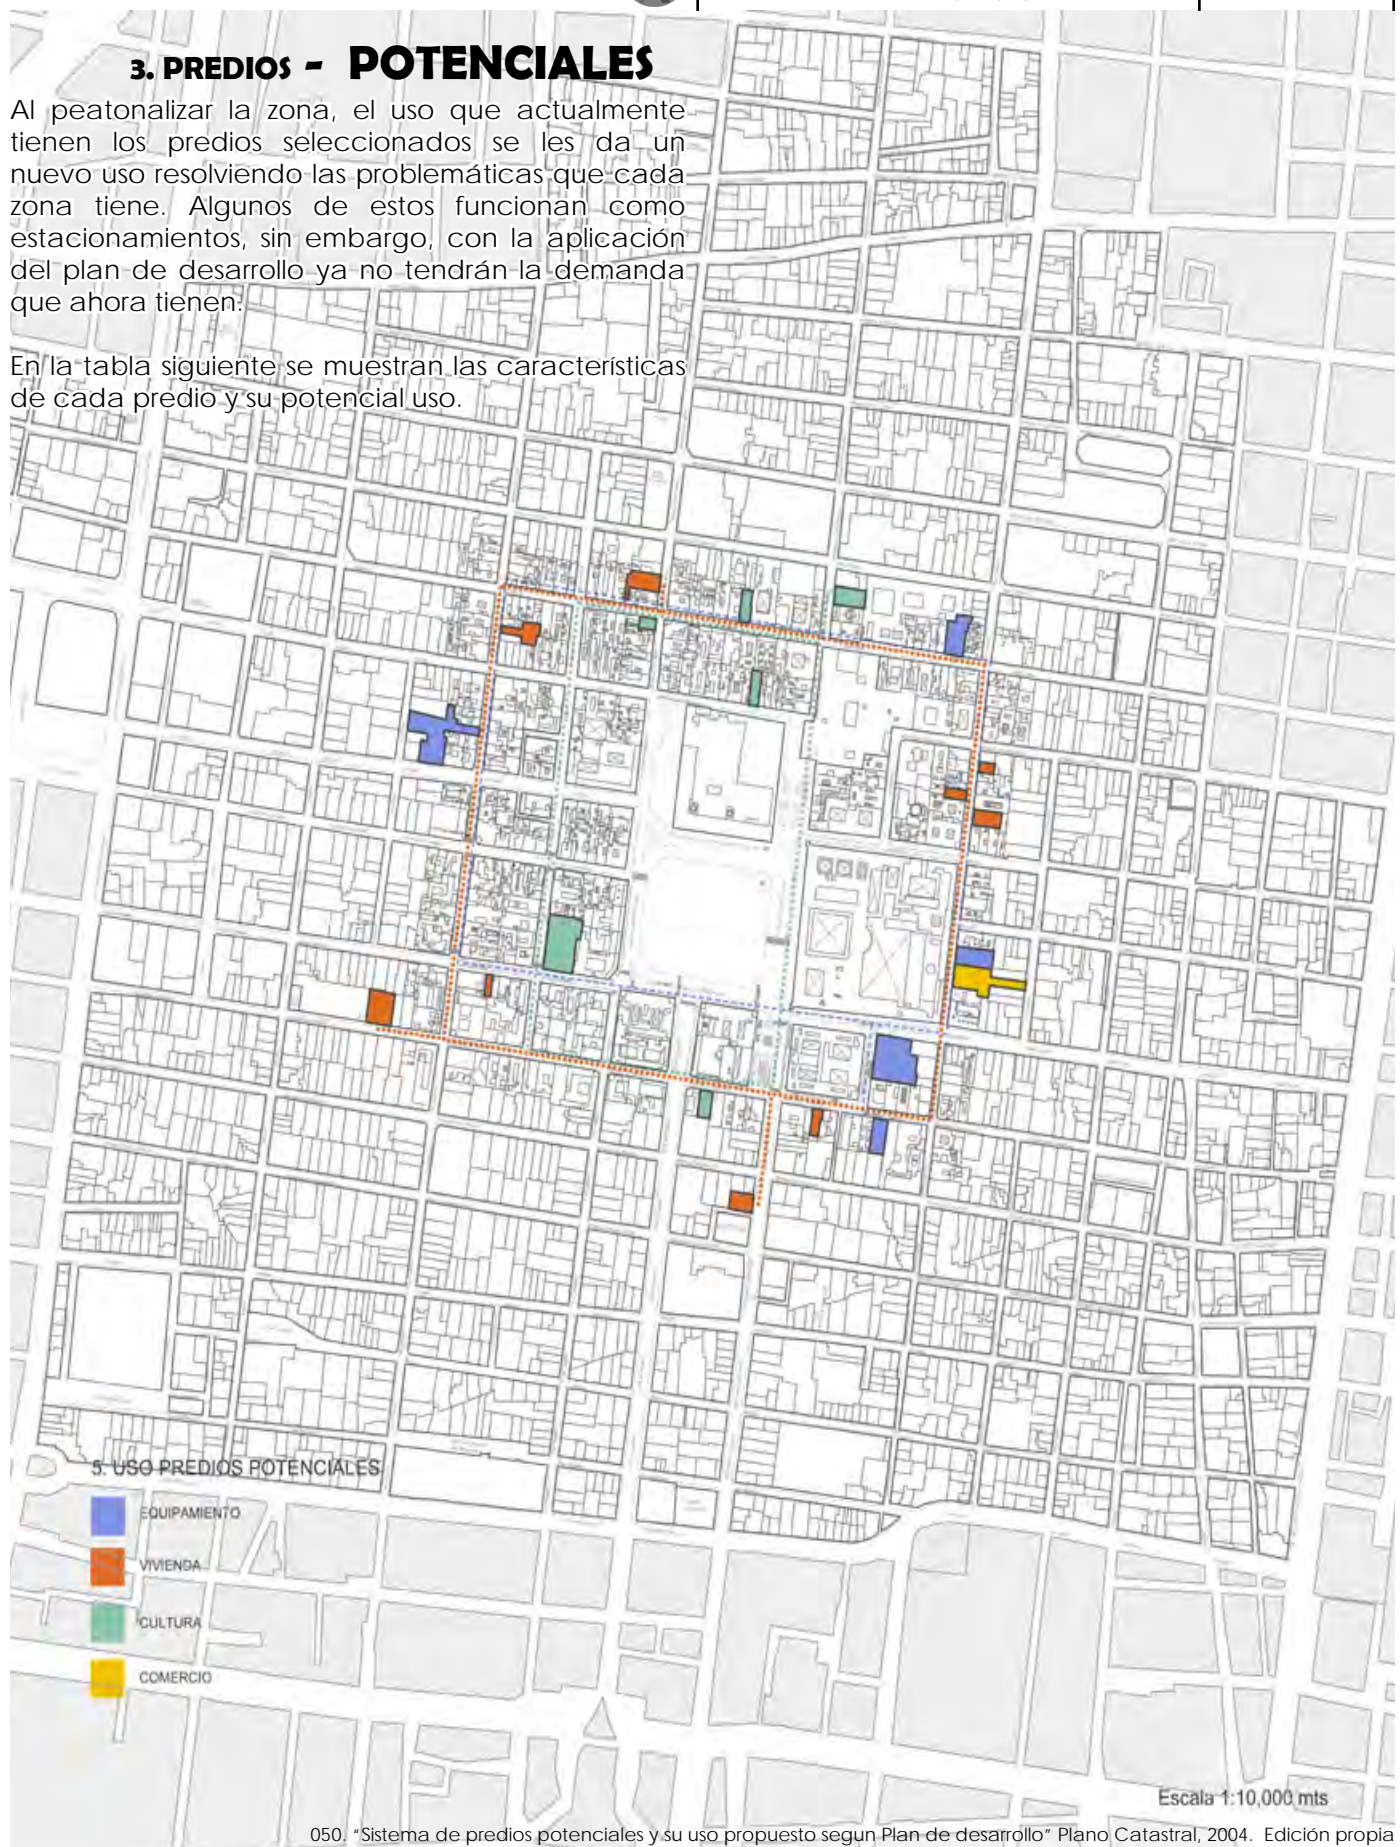 3. PREDIOS - POTENCIALES
Al peatonalizar la zona, el uso que actualmente
tienen los predios seleccionados se les da un
nuevo uso resolviendo las problemáticas que cada
zona tiene. Algunos de estos funcionan como
estacionamientos, sin embargo, con la aplicación
del plan de desarrollo ya no tendrán la demanda
que ahora tienen.
En la tabla siguiente se muestran las características
de cada predio y su potencial uso.
5. USO PREDIOS POTENCIALES
EQUIPAMIENTO
VIVIENDA
CULTURA
COMERCIO
Escala 1:10,000 mts
050. "Sistema de predios potenciales y su uso propuesto segun Plan de desarrollo" Plano Catastral, 2004. Edición propia